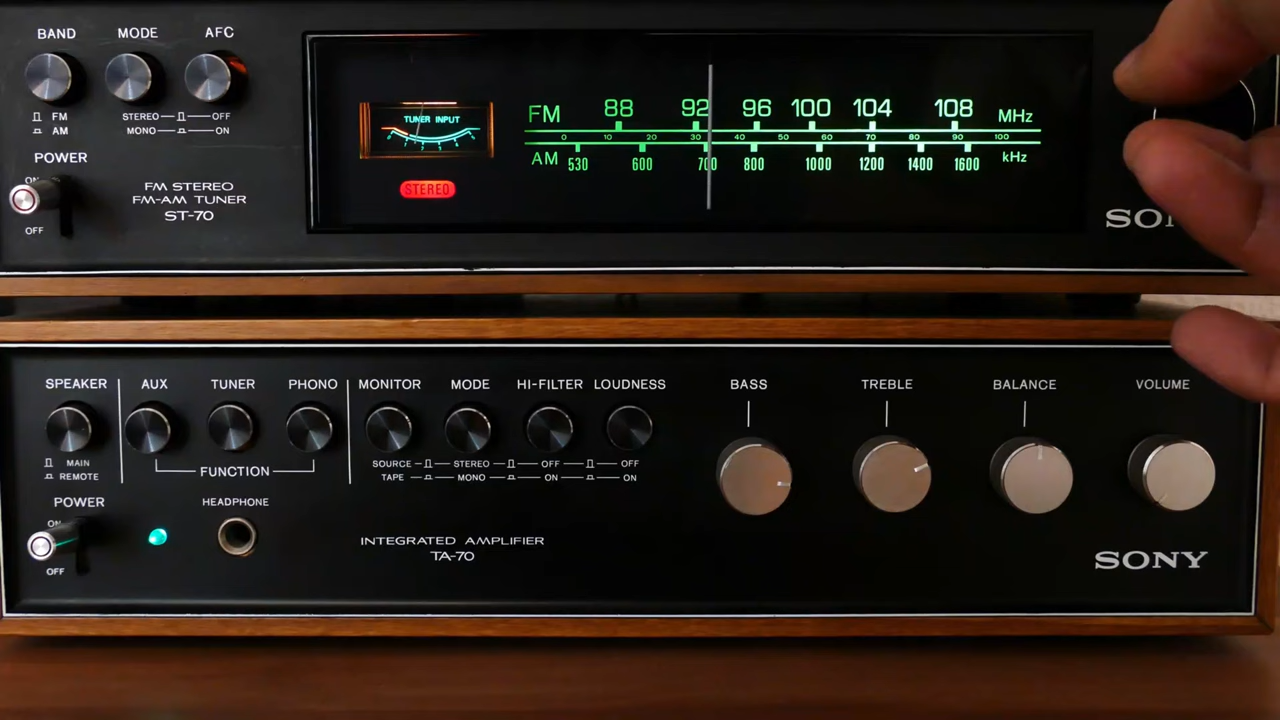 BAND MODE AFC
FM STEREO OFF
AM MONO ON
POWER
ON
OFF
FM STEREO
FM-AM TUNER
ST-70
TUNER INPUT
STEREO
FM 88 92 96 100 104 108 MHz
0 10 20 30 40 50 60 70 80 90 100
AM 530 600 700 800 1000 1200 1400 1600 kHz
SO
SPEAKER AUX TUNER PHONO MONITOR MODE HI-FILTER LOUDNESS BASS TREBLE BALANCE VOLUME
MAIN SOURCE STEREO OFF OFF
REMOTE FUNCTION TAPE MONO ON ON
POWER HEADPHONE
ON
OFF
INTEGRATED AMPLIFIER
TA-70
SONY